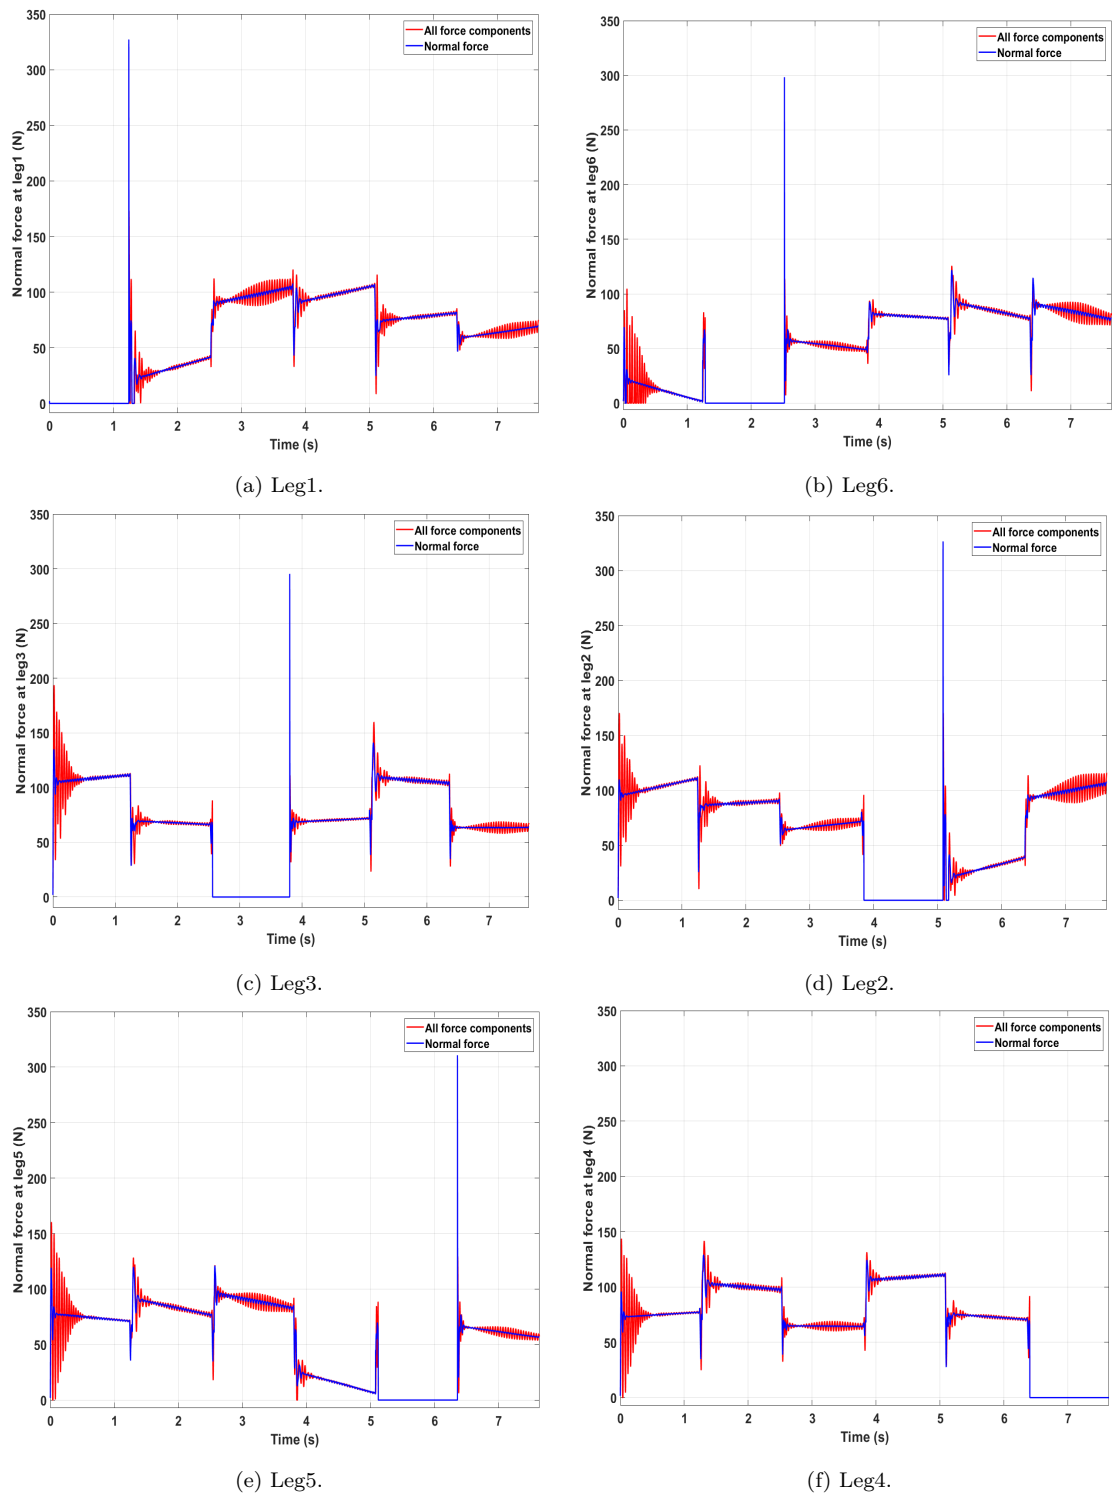 350
300
250
200
150
100
50
0
Normal force at leg1 (N)
All force components
Normal force
0 1 2 3 4 5 6 7
Time (s)
(a) Leg1.
350
300
250
200
150
100
50
0
Normal force at leg6 (N)
All force components
Normal force
0 1 2 3 4 5 6 7
Time (s)
(b) Leg6.
350
300
250
200
150
100
50
0
Normal force at leg3 (N)
All force components
Normal force
0 1 2 3 4 5 6 7
Time (s)
(c) Leg3.
350
300
250
200
150
100
50
0
Normal force at leg2 (N)
All force components
Normal force
0 1 2 3 4 5 6 7
Time (s)
(d) Leg2.
350
300
250
200
150
100
50
0
Normal force at leg5 (N)
All force components
Normal force
0 1 2 3 4 5 6 7
Time (s)
(e) Leg5.
350
300
250
200
150
100
50
0
Normal force at leg4 (N)
All force components
Normal force
0 1 2 3 4 5 6 7
Time (s)
(f) Leg4.